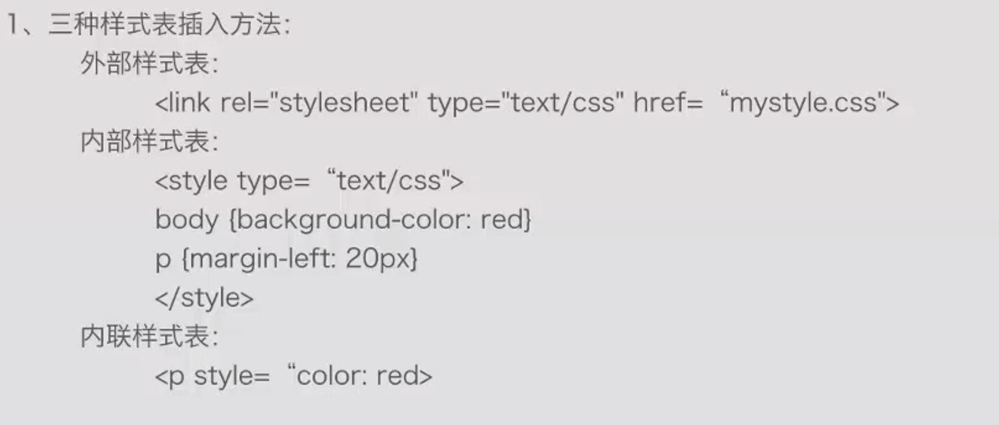 1、三种样式表插入方法：
外部样式表：
<link rel="stylesheet" type="text/css" href= “mystyle.css">
内部样式表：
<style type= “text/css">
body {background-color: red}
p {margin-left: 20px}
</style>
内联样式表：
<p style= “color: red>